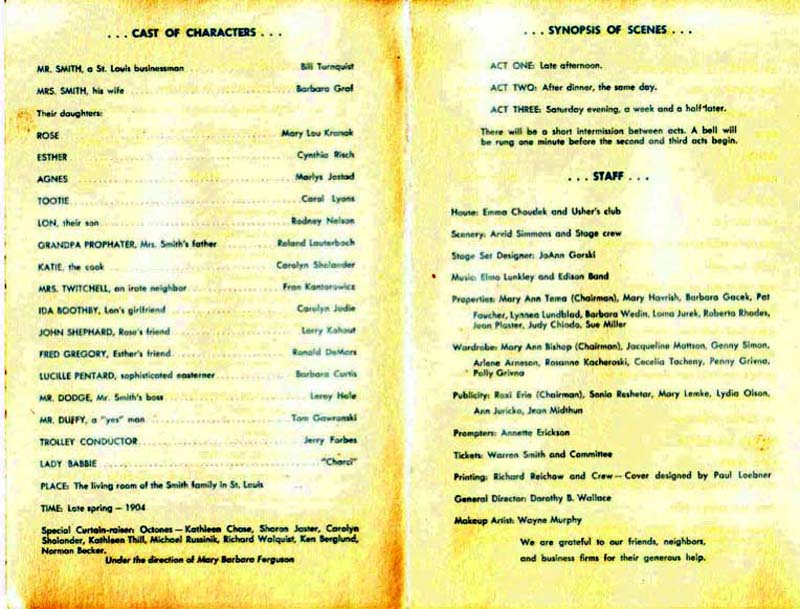 ... CAST OF CHARACTERS ...
MR. SMITH, a St. Louis businessman ... Bill Turnquist
MRS. SMITH, his wife ... Barbara Graf
Their daughters:
ROSE ... Mary Lou Kranak
ESTHER ... Cynthia Risch
AGNES ... Marlys Jestad
TOOTIE ... Carol Lyons
LON, their son ... Rodney Nelson
GRANDPA PROPHATER, Mrs. Smith's father ... Roland Lauterbach
KATIE, the cook ... Carolyn Sholander
MRS. TWITCHELL, an irate neighbor ... Fran Kantorowicz
IDA BOOTHBY, Lon's girlfriend ... Carolyn Jodie
JOHN SHEPHARD, Rose's friend ... Larry Kohout
FRED GREGORY, Esther's friend ... Ronald DeMars
LUCILLE PENTARD, sophisticated easterner ... Barbara Curtis
MR. DODGE, Mr. Smith's boss ... Leroy Hole
MR. DUFFY, a "yes" man ... Tom Gawronski
TROLLEY CONDUCTOR ... Jerry Forbes
LADY BABBIE ... "Charci"
PLACE: The living room of the Smith family in St. Louis
TIME: Late spring — 1904
Special Curtain-raiser: Octones — Kathleen Chase, Sharon Jaster, Carolyn
Sholander, Kathleen Thill, Michael Russinik, Richard Walquist, Ken Berglund,
Norman Becker.
Under the direction of Mary Barbara Ferguson
... SYNOPSIS OF SCENES ...
ACT ONE: Late afternoon.
ACT TWO: After dinner, the same day.
ACT THREE: Saturday evening, a week and a half later.
There will be a short intermission between acts. A bell will
be rung one minute before the second and third acts begin.
... STAFF ...
House: Emma Choudek and Usher's club
Scenery: Arvid Simmons and Stage crew
Stage Set Designer: JoAnn Gorski
Music: Elmo Lunkley and Edison Band
Properties: Mary Ann Tema (Chairman), Mary Havrish, Barbara Gacek, Pat
Faucher, Lynnea Lundblad, Barbara Wedin, Lorna Jurek, Roberta Rhodes,
Jean Plaster, Judy Chiodo, Sue Miller
Wardrobe: Mary Ann Bishop (Chairman), Jacqueline Mattson, Genny Simon,
Arlene Arneson, Rosanne Kacheroski, Cecelia Tacheny, Penny Grivna,
Polly Grivna
Publicity: Roxi Erie (Chairman), Sonia Reshetar, Mary Lemke, Lydia Olson,
Ann Juricko, Jean Midthun
Prompters: Annette Erickson
Tickets: Warren Smith and Committee
Printing: Richard Reichow and Crew — Cover designed by Paul Loebner
General Director: Dorothy B. Wallace
Makeup Artist: Wayne Murphy
We are grateful to our friends, neighbors,
and business firms for their generous help.